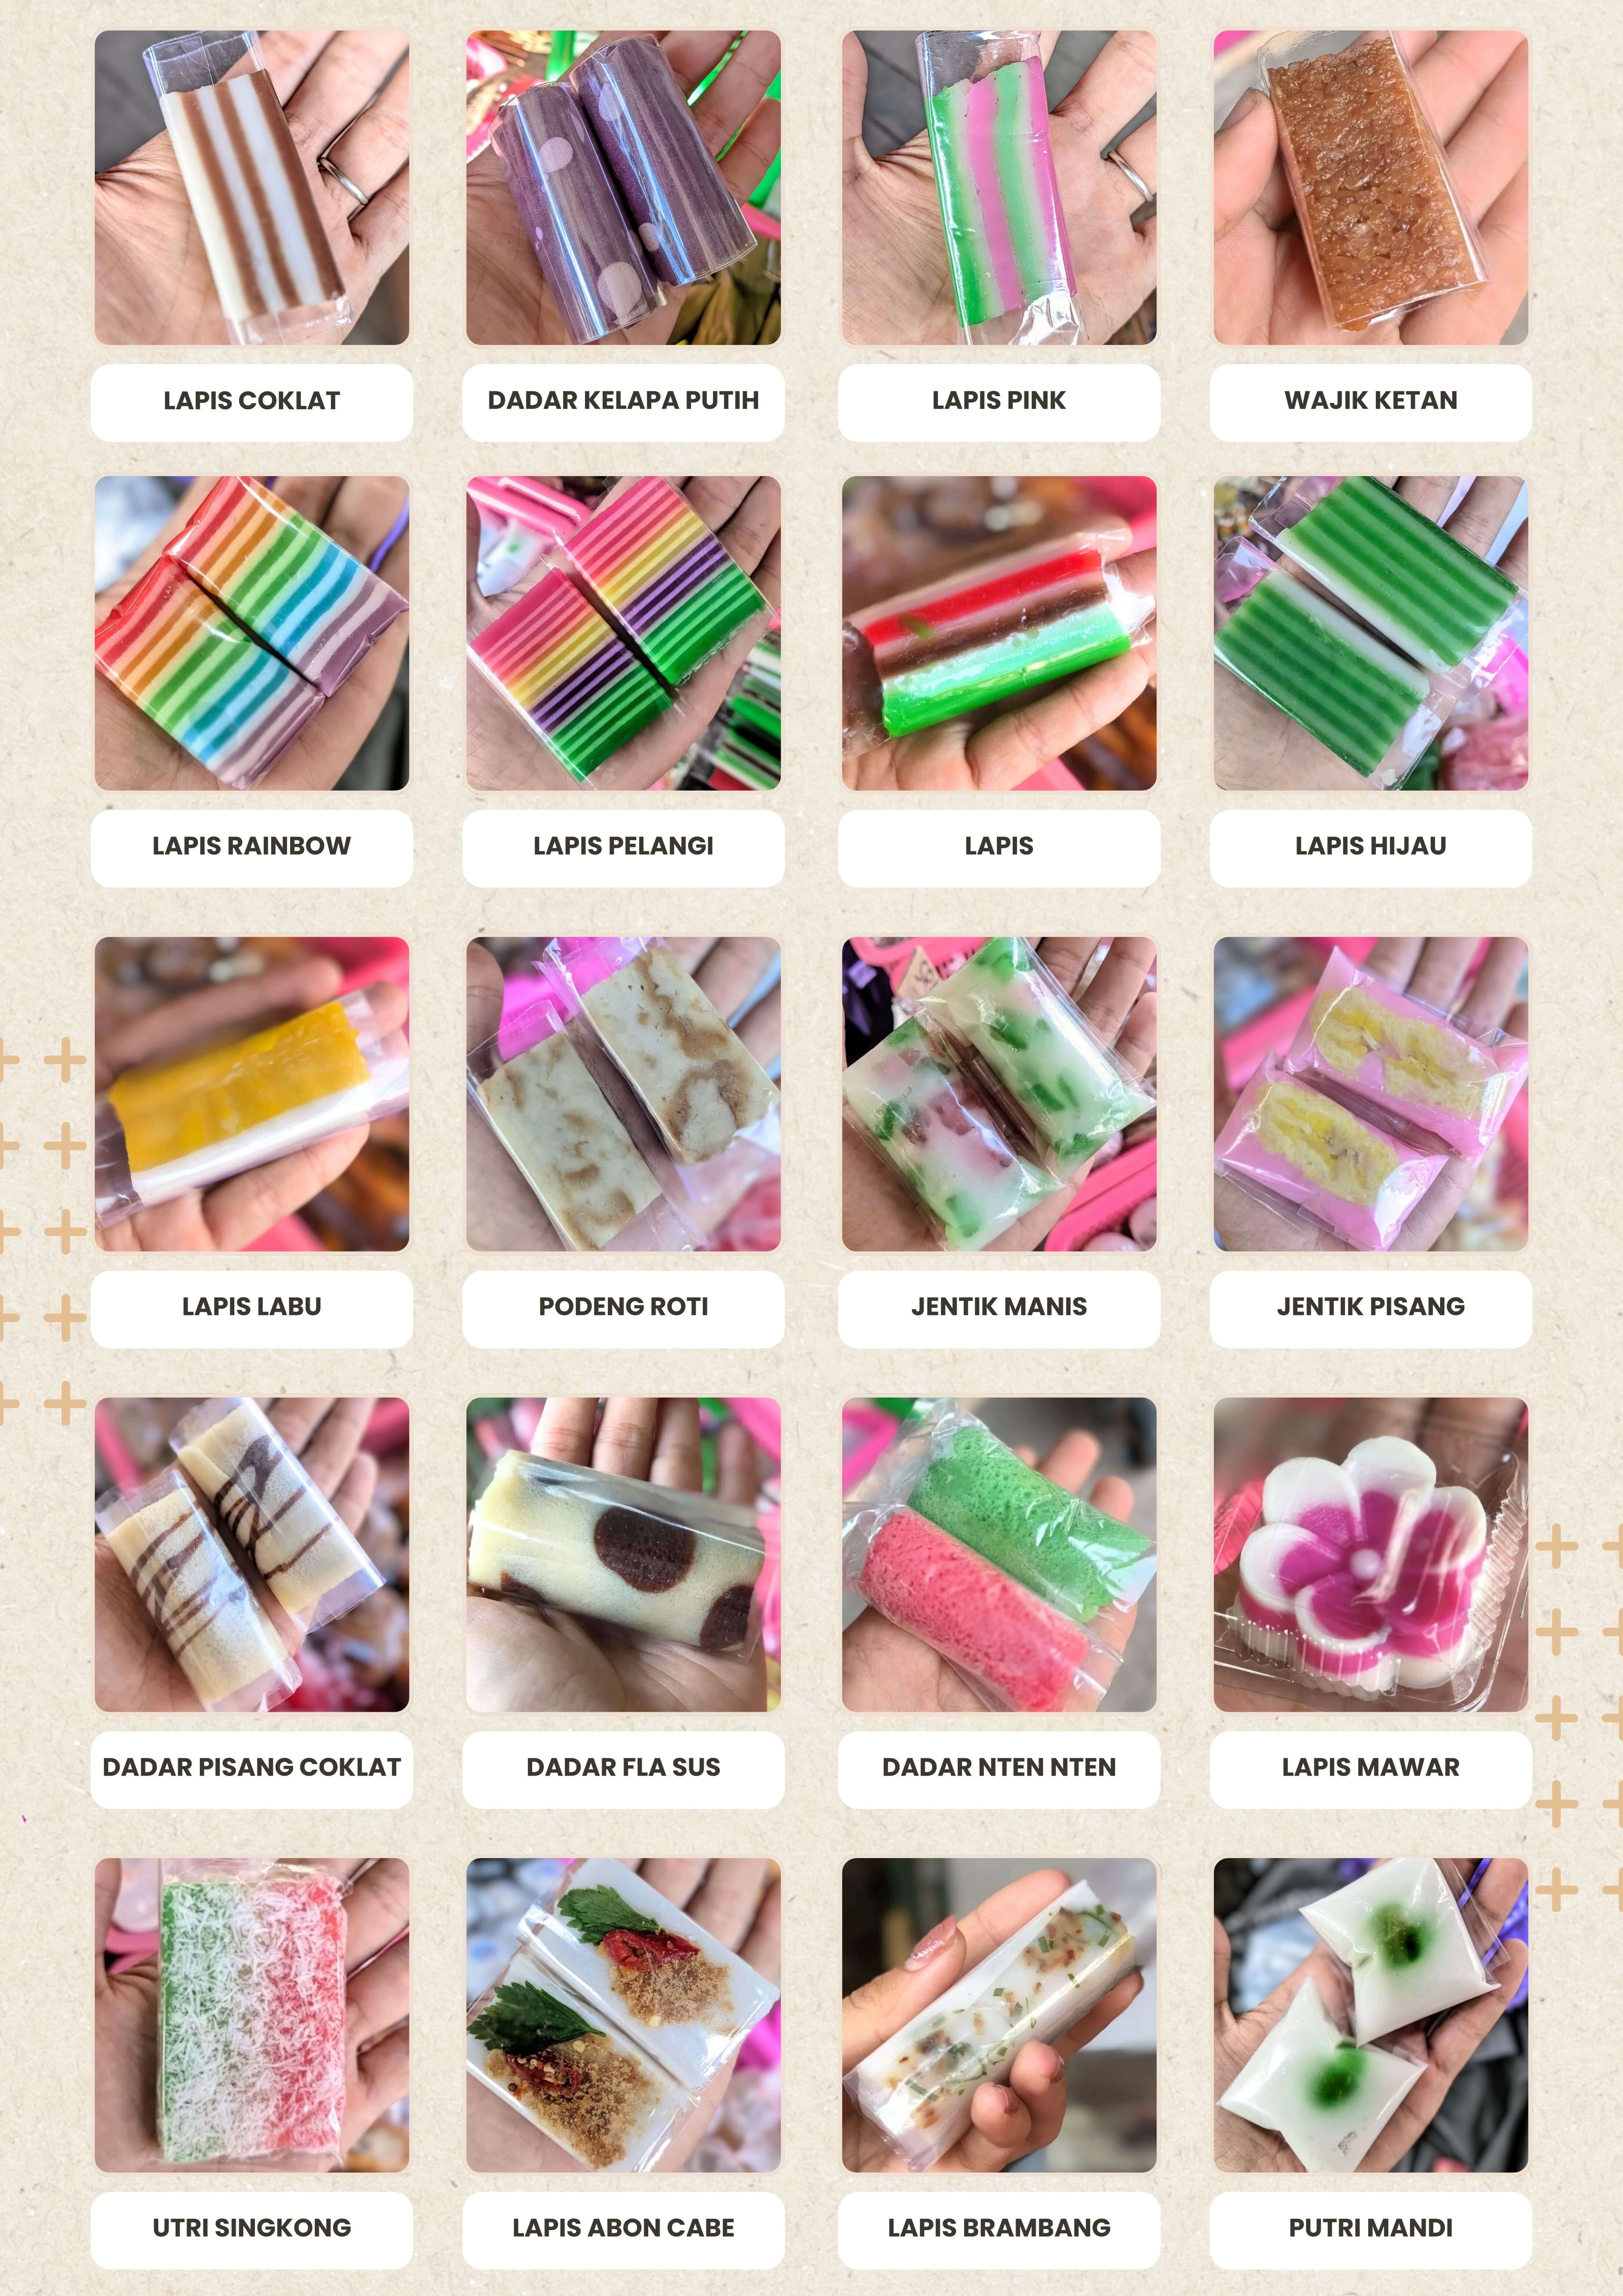 LAPIS COKLAT
DADAR KELAPA PUTIH
LAPIS PINK
WAJIK KETAN
LAPIS RAINBOW
LAPIS PELANGI
LAPIS
LAPIS HIJAU
LAPIS LABU
PODENG ROTI
JENTIK MANIS
JENTIK PISANG
DADAR PISANG COKLAT
DADAR FLA SUS
DADAR NTEN NTEN
LAPIS MAWAR
UTRI SINGKONG
LAPIS ABON CABE
LAPIS BRAMBANG
PUTRI MANDI